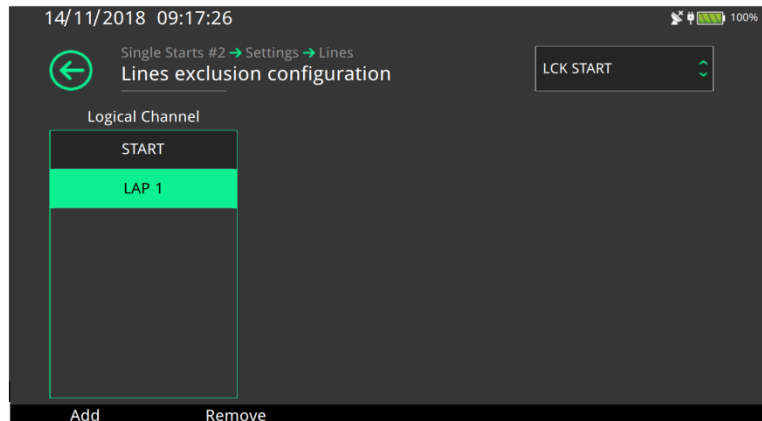 14/11/2018 09:17:26
100%
Single Starts #2 → Settings → Lines
Lines exclusion configuration
LCK START
Logical Channel
START
LAP 1
Add Remove